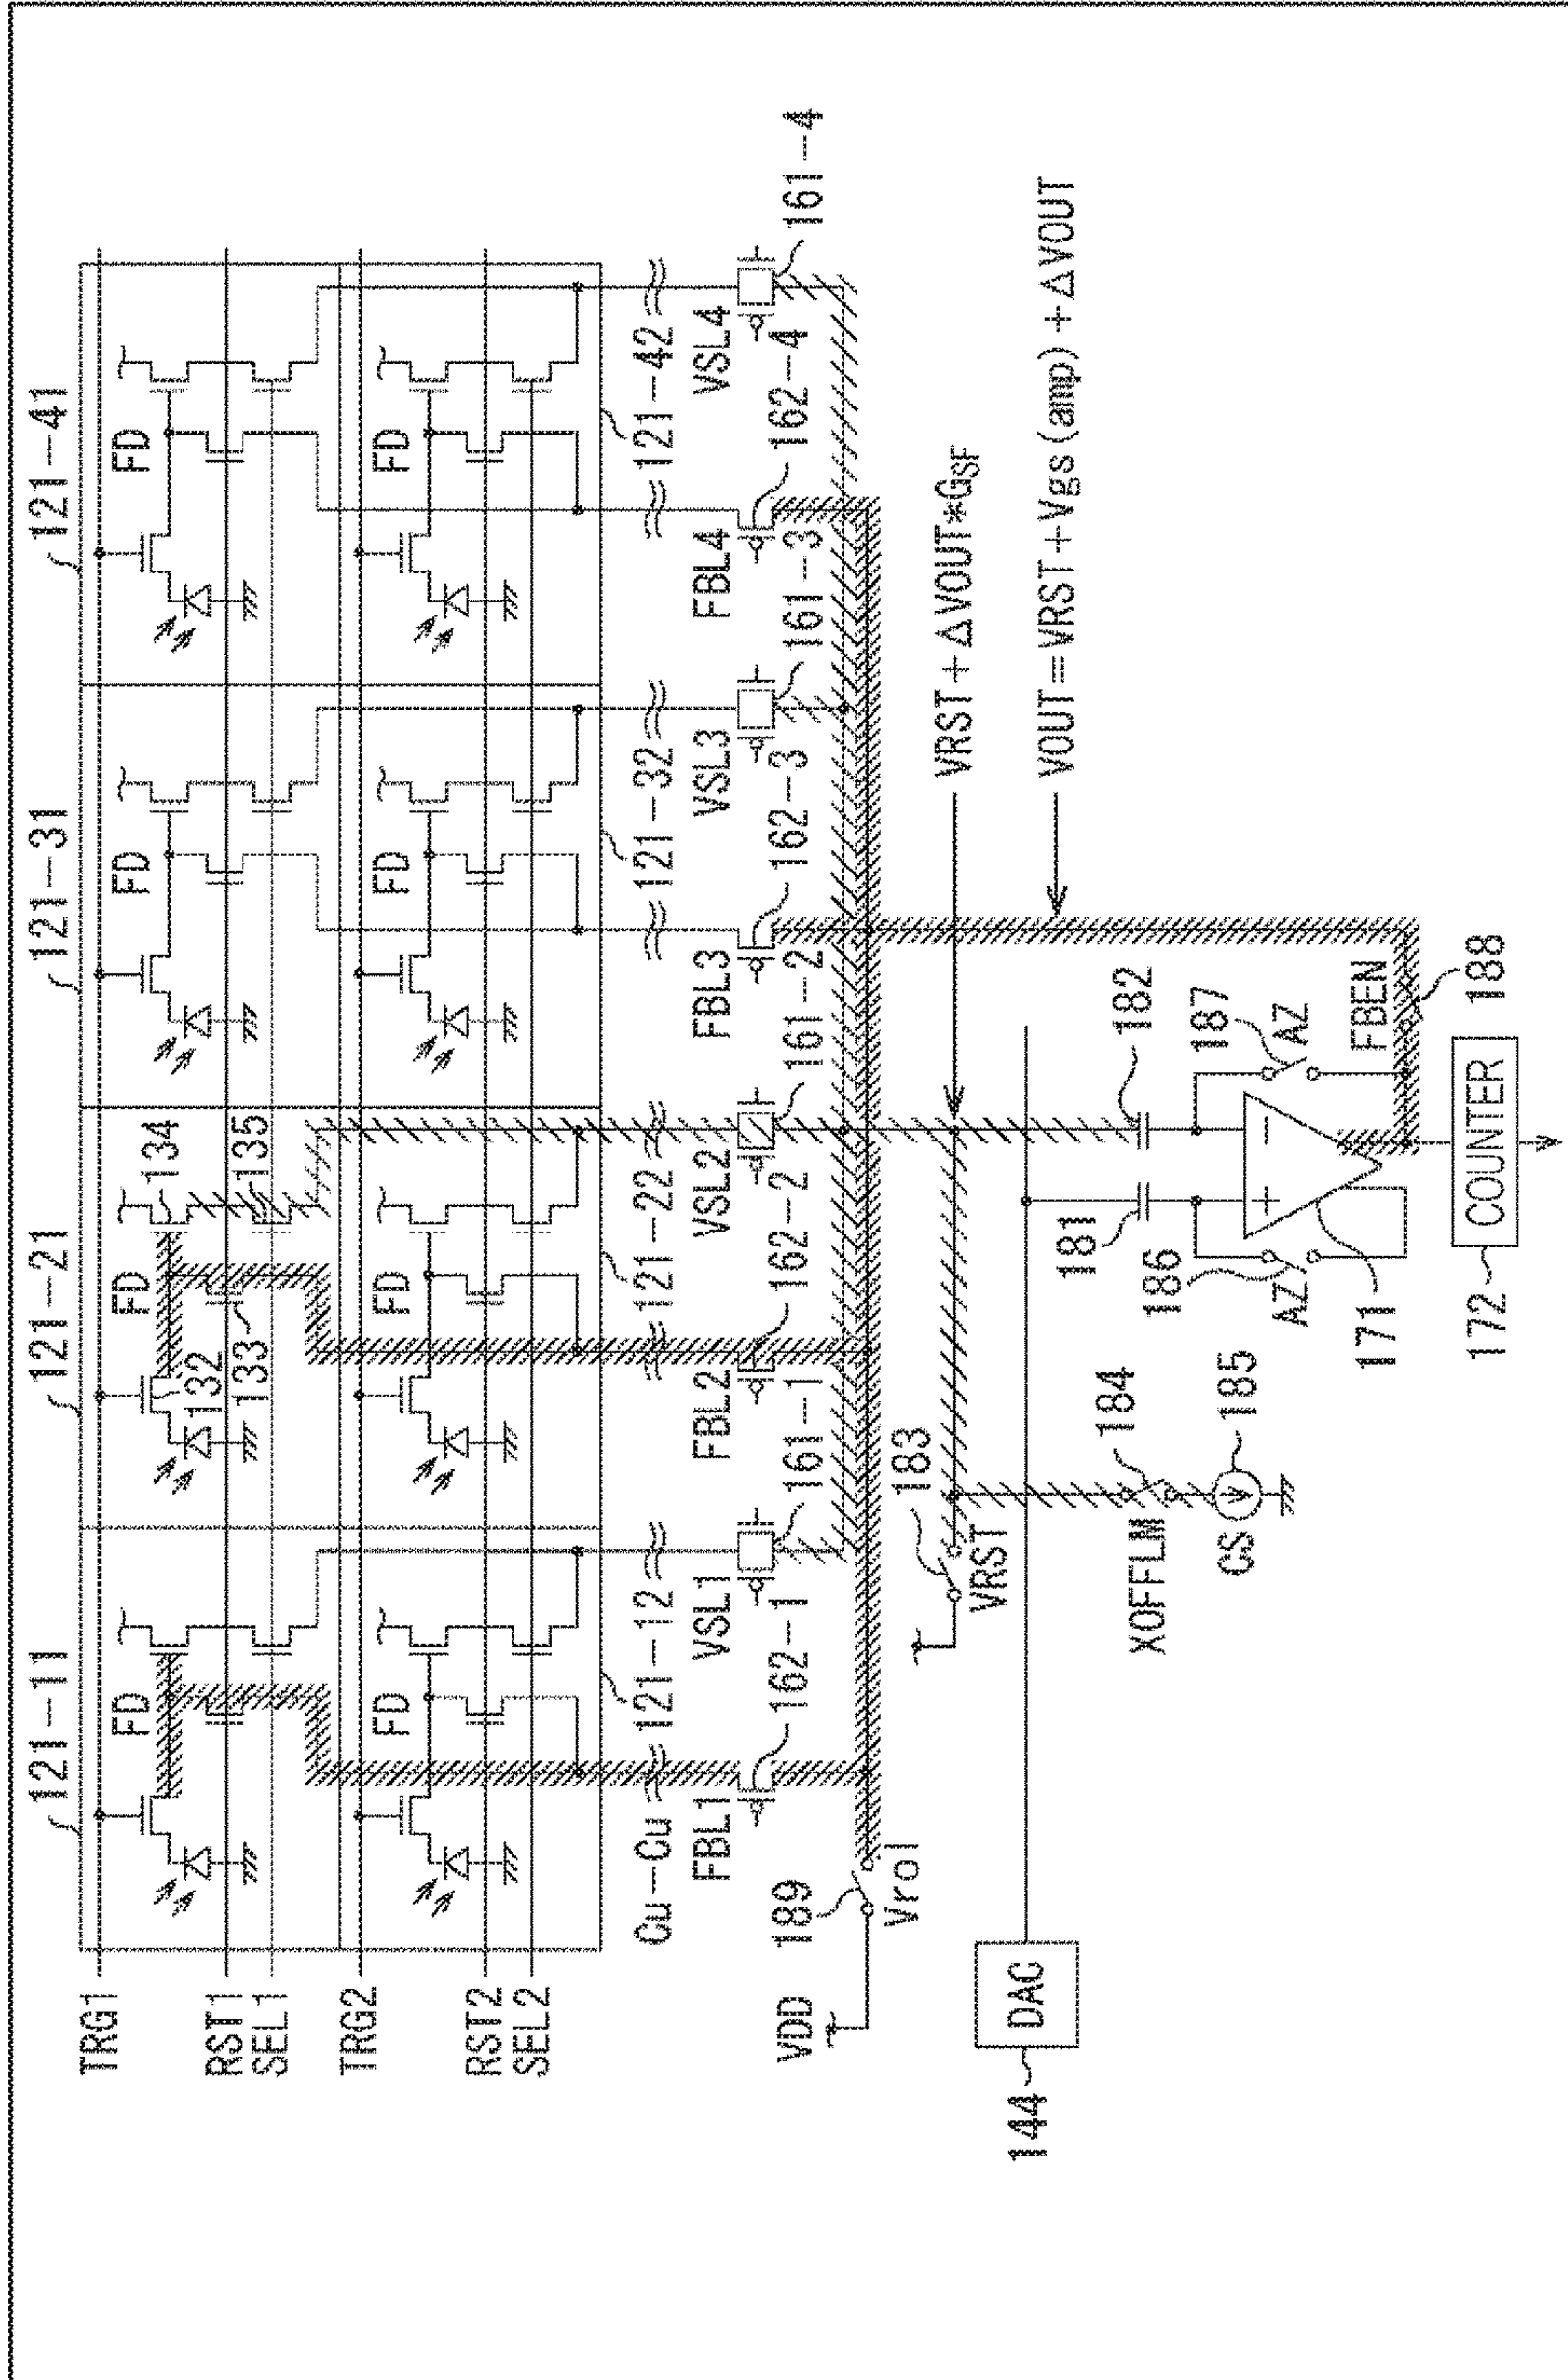 121-11
121-21
121-31
121-41
TRG1
FD
FD
FD
FD
132
134
RST1
133
SEL1
135
TRG2
FD
FD
FD
FD
RST2
SEL2
Cu-Cu
121-12
121-22
121-32
121-42
FBL1
VSL1
FBL2
VSL2
FBL3
VSL3
FBL4
VSL4
162-1
161-1
162-2
161-2
162-3
161-3
162-4
161-4
VDD
189
Vrol
183
VRST
VRST+ΔVOUT*GSF
144
DAC
VOUT=VRST+Vgs(amp)+ΔVOUT
181
182
XOFFLM
184
186
AZ
187
AZ
CS
185
+
−
171
FBEN
188
172
COUNTER